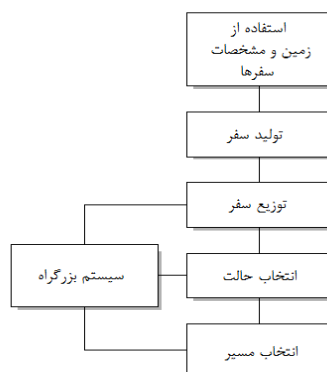 استفاده از
زمین و مشخصات
سفرها
تولید سفر
توزیع سفر
سیستم بزرگراه
انتخاب حالت
انتخاب مسیر